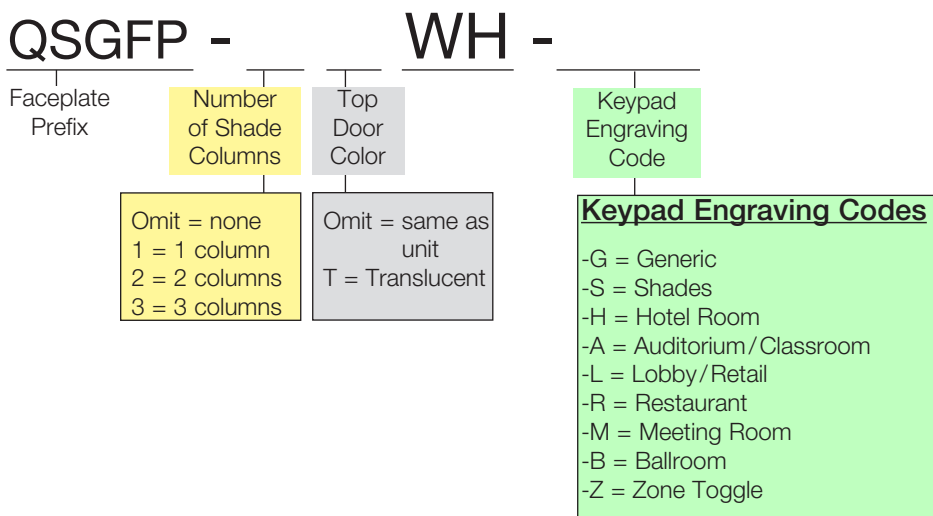 QSGFP - WH -
Faceplate
Prefix
Number
of Shade
Columns
Top
Door
Color
Keypad
Engraving
Code
Omit = none
1 = 1 column
2 = 2 columns
3 = 3 columns
Omit = same as
unit
T = Translucent
Keypad Engraving Codes
-G = Generic
-S = Shades
-H = Hotel Room
-A = Auditorium/Classroom
-L = Lobby/Retail
-R = Restaurant
-M = Meeting Room
-B = Ballroom
-Z = Zone Toggle